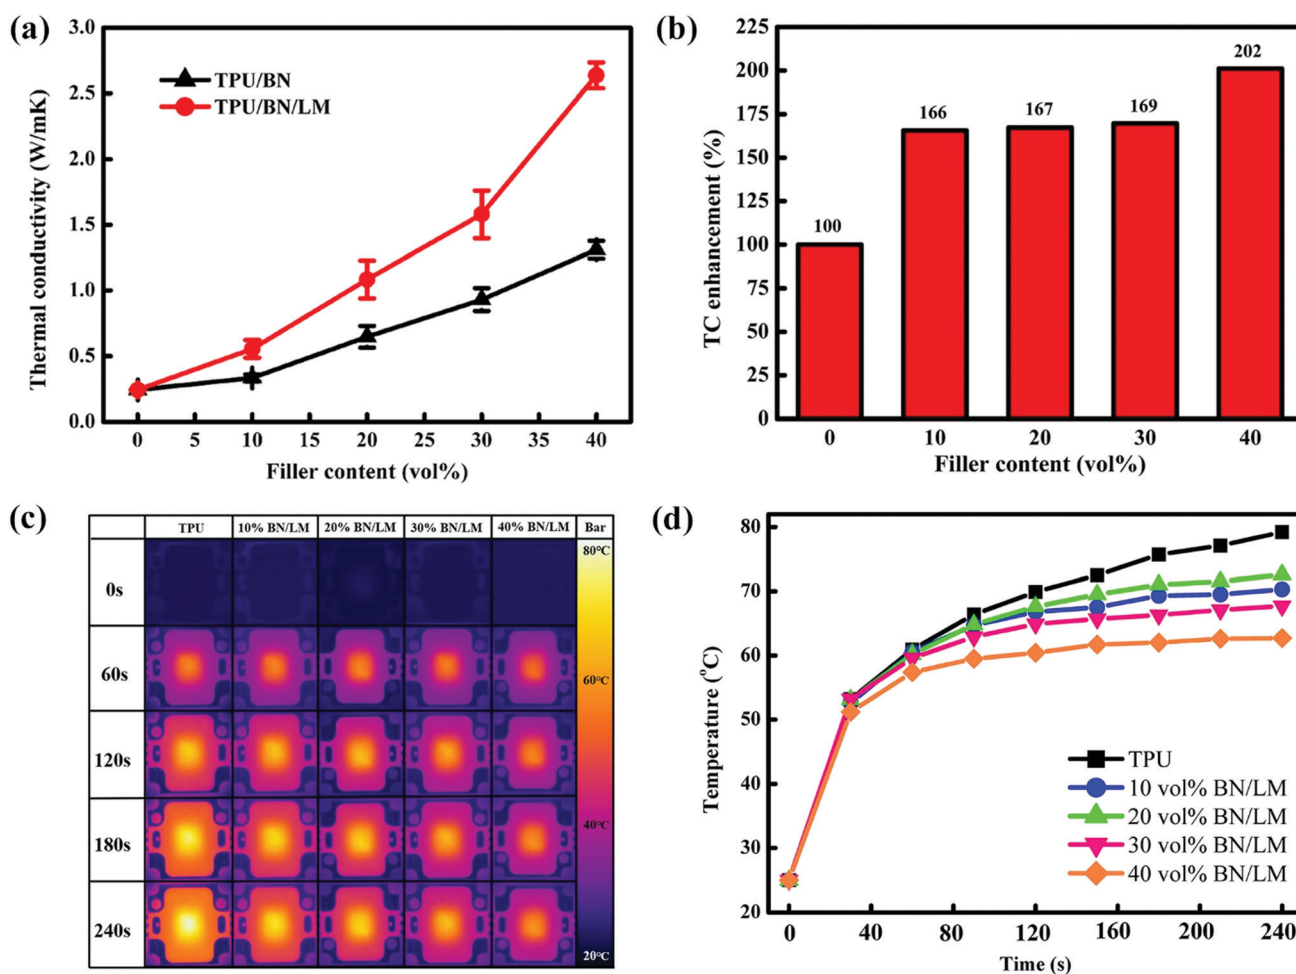 (a)
3.0
2.5
2.0
1.5
1.0
0.5
0.0
Thermal conductivity (W/mK)
TPU/BN
TPU/BN/LM
0 5 10 15 20 25 30 35 40
Filler content (vol%)
(b)
225
200
175
150
125
100
75
50
25
0
TC enhancement (%)
100
166
167
169
202
0 10 20 30 40
Filler content (vol%)
(c)
TPU 10% BN/LM 20% BN/LM 30% BN/LM 40% BN/LM Bar
0s
60s
120s
180s
240s
80°C
60°C
40°C
20°C
(d)
80
70
60
50
40
30
20
Temperature (°C)
TPU
10 vol% BN/LM
20 vol% BN/LM
30 vol% BN/LM
40 vol% BN/LM
0 40 80 120 160 200 240
Time (s)